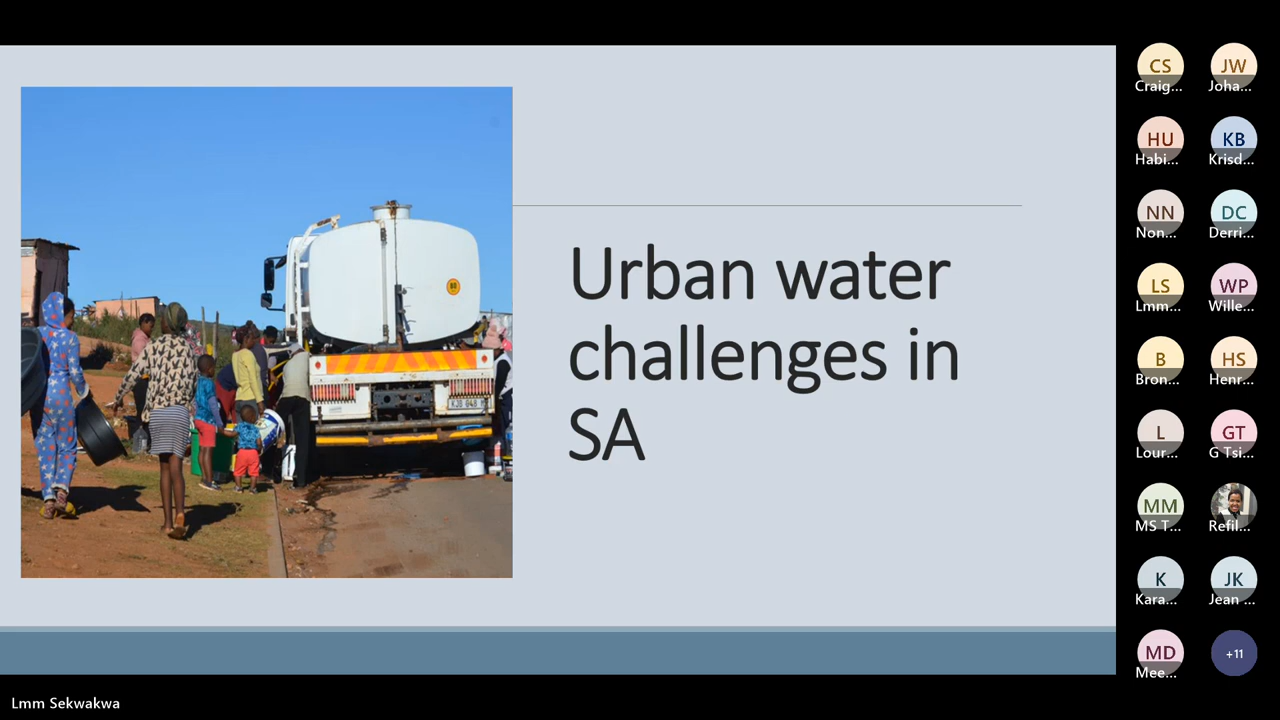 Urban water
challenges in
SA
CS
Craig...
JW
Joha...
HU
Habi...
KB
Krisd...
NN
Non...
DC
Derri...
LS
Lmm...
WP
Wille...
B
Bron...
HS
Henr...
L
Lour...
GT
G Tsi...
MM
MS T...
Refil...
K
Kara...
JK
Jean ...
MD
Mee...
+11
Lmm Sekwakwa